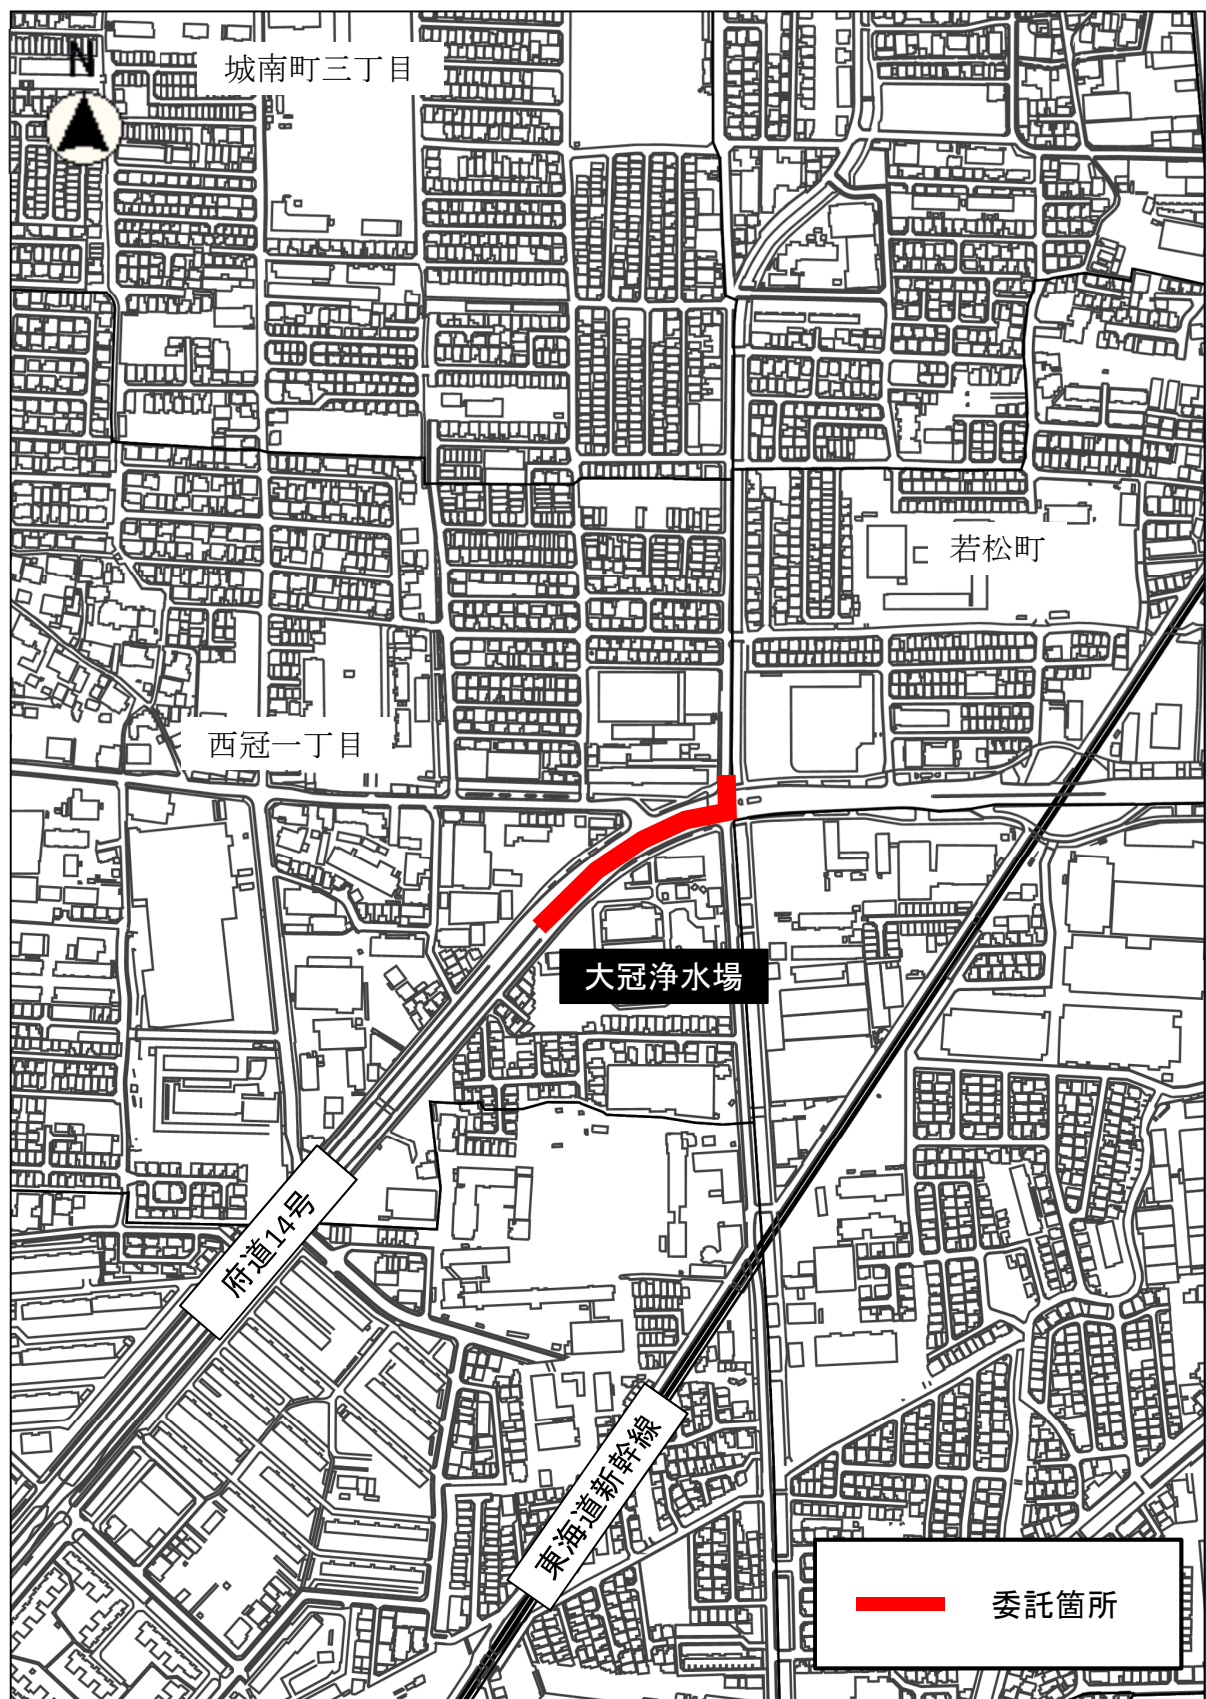 N
城南町三丁目
若松町
西冠一丁目
大冠浄水場
府道14号
東海道新幹線
委託箇所